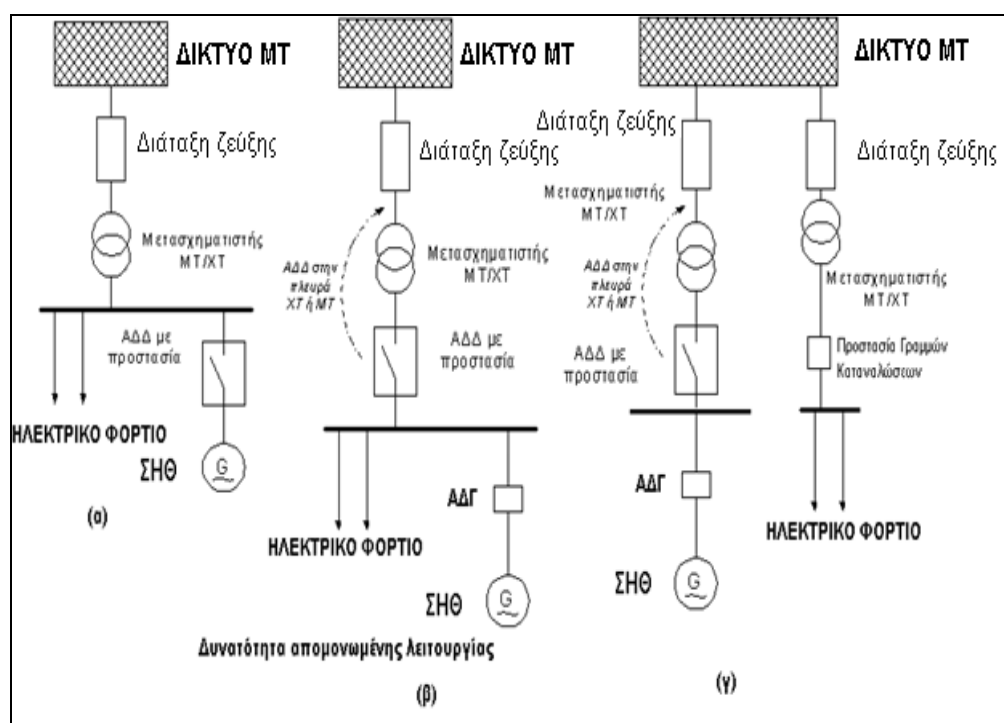 ΔΙΚΤΥΟ ΜΤ
Διάταξη ζεύξης
Μετασχηματιστής
ΜΤ/ΧΤ
ΑΔΔ με
προστασία
ΗΛΕΚΤΡΙΚΟ ΦΟΡΤΙΟ
ΣΗΘ
G
(α)
ΔΙΚΤΥΟ ΜΤ
Διάταξη ζεύξης
ΑΔΔ στην
πλευρά
ΧΤ ή ΜΤ
Μετασχηματιστής
ΜΤ/ΧΤ
ΑΔΔ με
προστασία
ΑΔΓ
ΗΛΕΚΤΡΙΚΟ ΦΟΡΤΙΟ
ΣΗΘ
G
Δυνατότητα απομονωμένης λειτουργίας
(β)
ΔΙΚΤΥΟ ΜΤ
Διάταξη ζεύξης
Μετασχηματιστής
ΜΤ/ΧΤ
ΑΔΔ στην
πλευρά
ΧΤ ή ΜΤ
ΑΔΔ με
προστασία
ΑΔΓ
ΣΗΘ
G
Διάταξη ζεύξης
Μετασχηματιστής
ΜΤ/ΧΤ
Προστασία Γραμμών
Καταναλώσεων
ΗΛΕΚΤΡΙΚΟ ΦΟΡΤΙΟ
(γ)